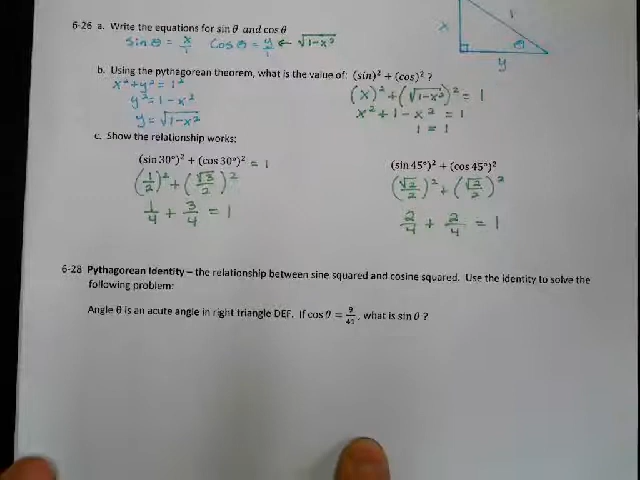 6-26 a. Write the equations for sin θ and cos θ
sin θ = x/1 cos θ = y/1 ← √(1-x²)
x
1
θ
y
b. Using the pythagorean theorem, what is the value of: (sin)² + (cos)² ?
x² + y² = 1²
y² = 1 - x²
y = √(1-x²)
(x)² + (√(1-x²))² = 1
x² + 1 - x² = 1
1 = 1
c. Show the relationship works:
(sin 30°)² + (cos 30°)² = 1
(1/2)² + (√3/2)²
1/4 + 3/4 = 1
(sin 45°)² + (cos 45°)²
(√2/2)² + (√2/2)²
2/4 + 2/4 = 1
6-28 Pythagorean Identity – the relationship between sine squared and cosine squared. Use the identity to solve the
following problem:
Angle θ is an acute angle in right triangle DEF. If cos θ = 9/41, what is sin θ ?